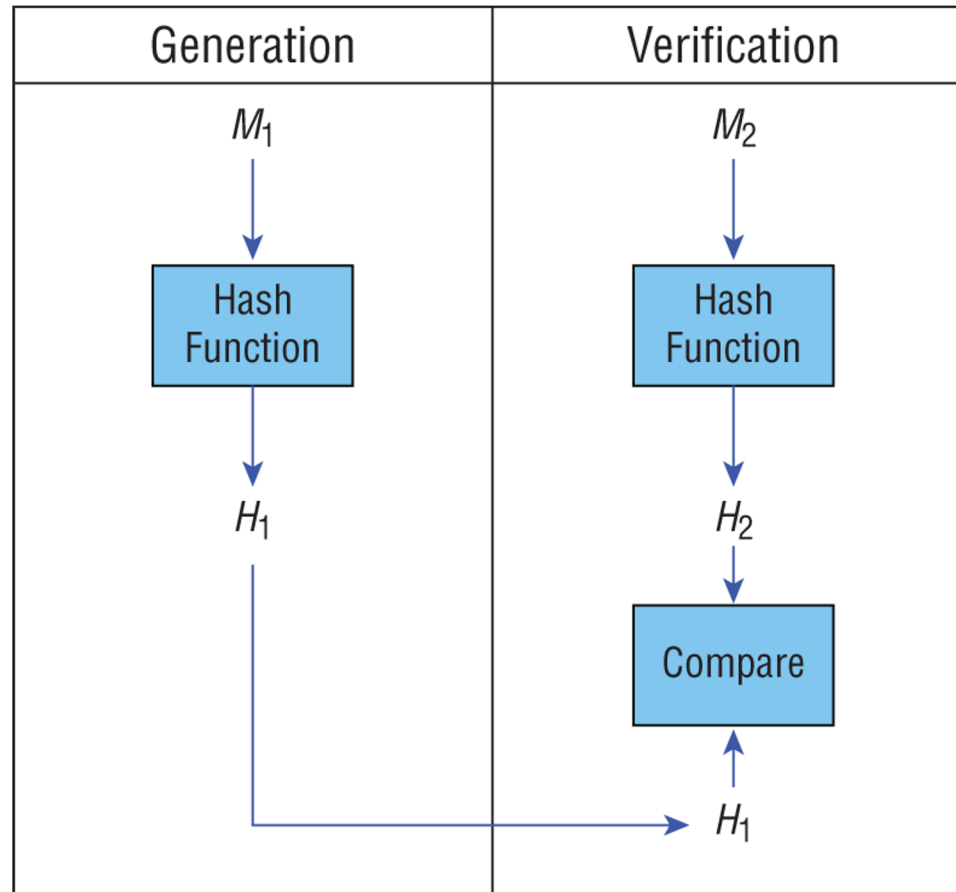 Generation
Verification
M₁
M₂
Hash
Function
Hash
Function
H₁
H₂
Compare
H₁